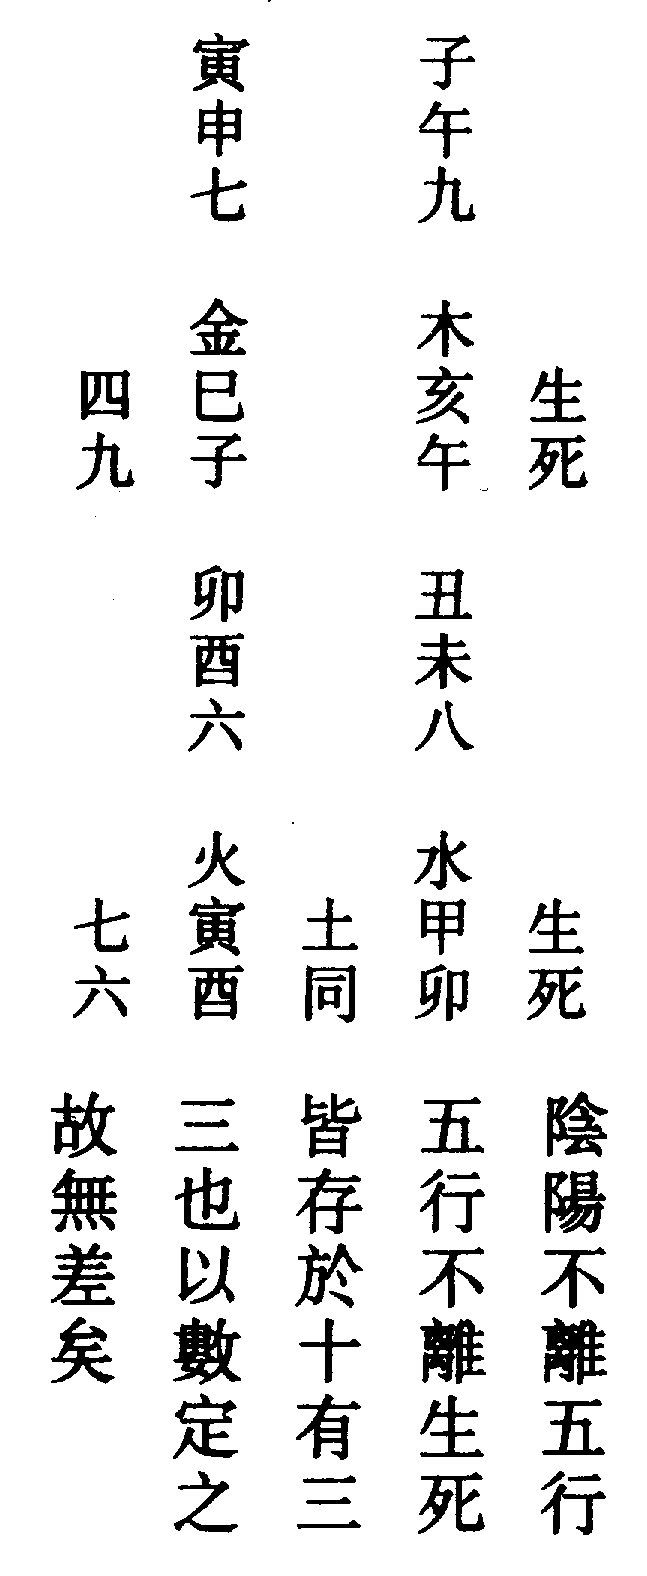 生死　生死　陰陽不離五行
子午九　木亥午　丑未八　水甲卯　五行不離生死
土同　皆存於十有三
寅申七　金巳子　卯酉六　火寅酉　三也以數定之
四九　七六　故無差矣